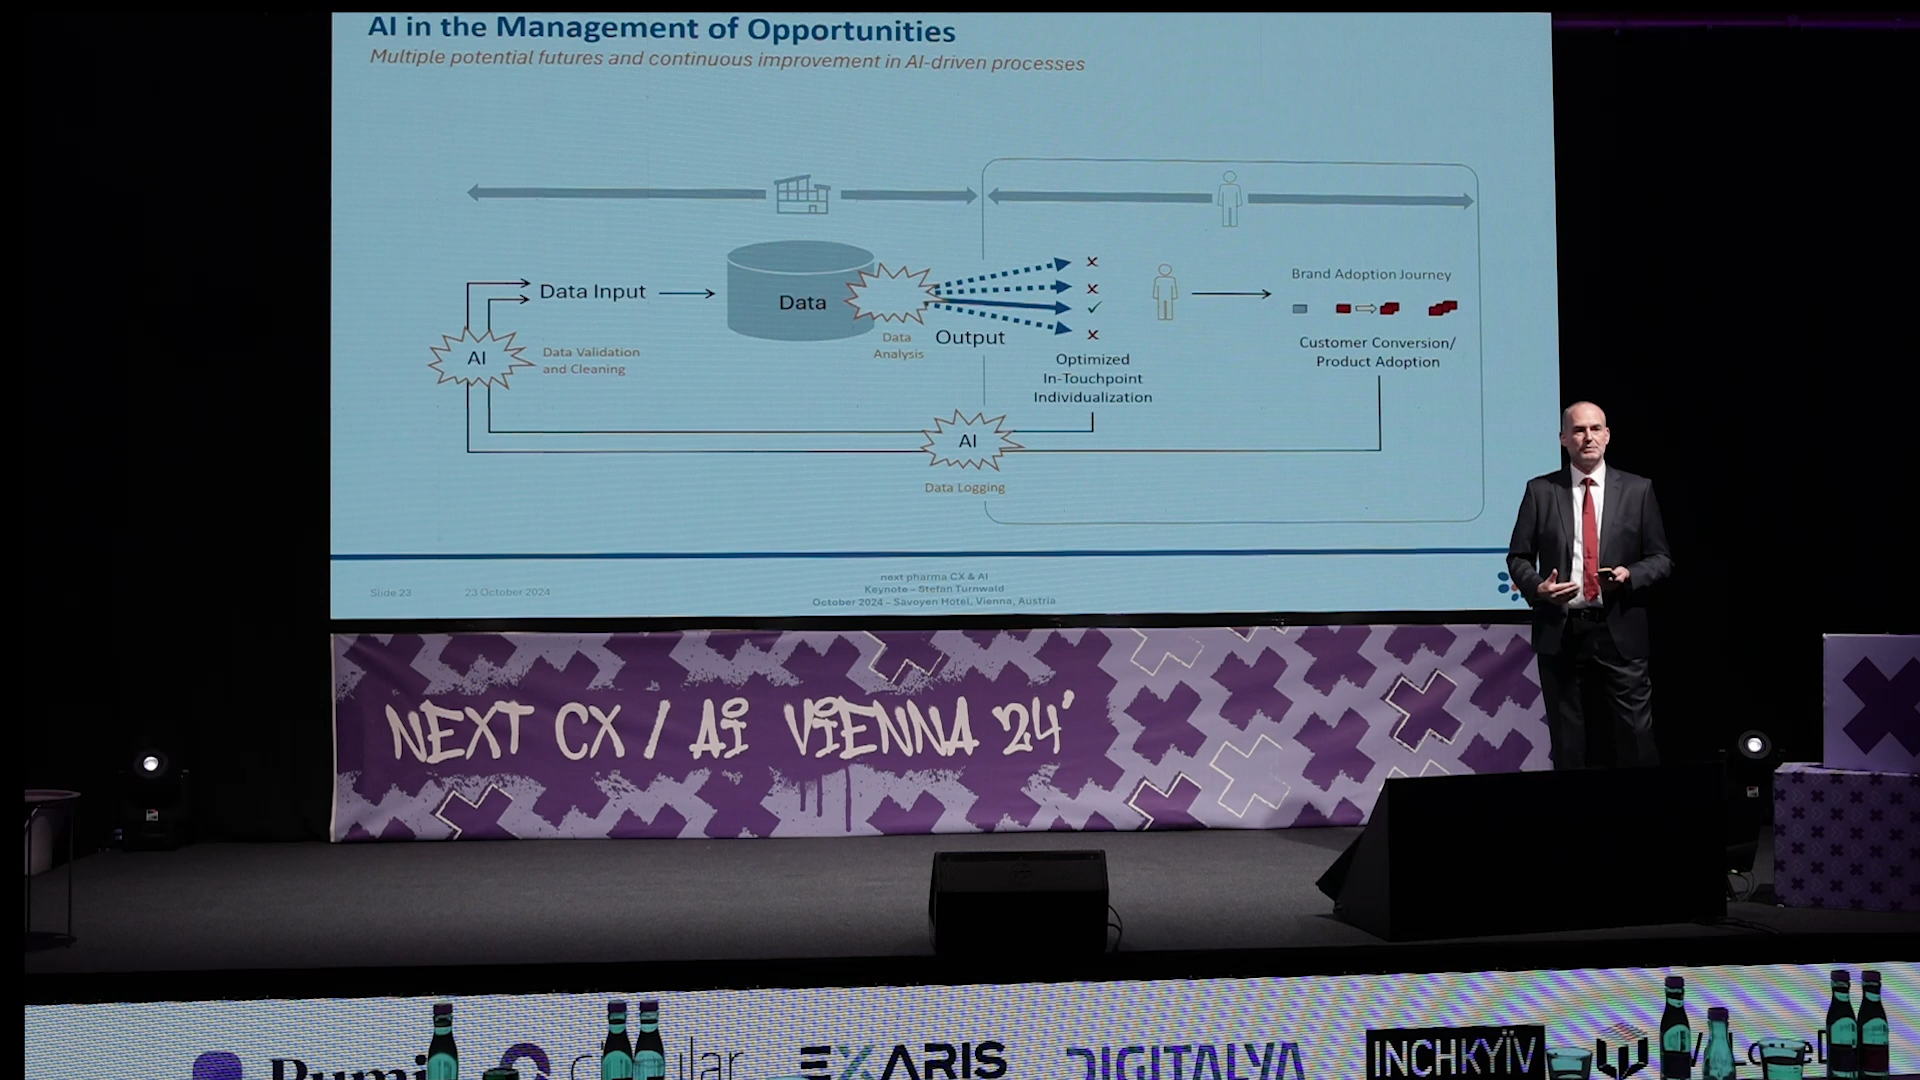 AI in the Management of Opportunities
Multiple potential futures and continuous improvement in AI-driven processes
Data Input
Data
AI
Data Validation
and Cleaning
Data
Analysis
Output
x
x
✓
x
Optimized
In-Touchpoint
Individualization
Brand Adoption Journey
Customer Conversion/
Product Adoption
AI
Data Logging
Slide 23
23 October 2024
next pharma CX & AI
Keynote – Stefan Turnwald
October 2024 – Savoyen Hotel, Vienna, Austria
NEXT CX / Ai ViENNA '24'
EXARIS
DIGITALYA
INCHKYÏV